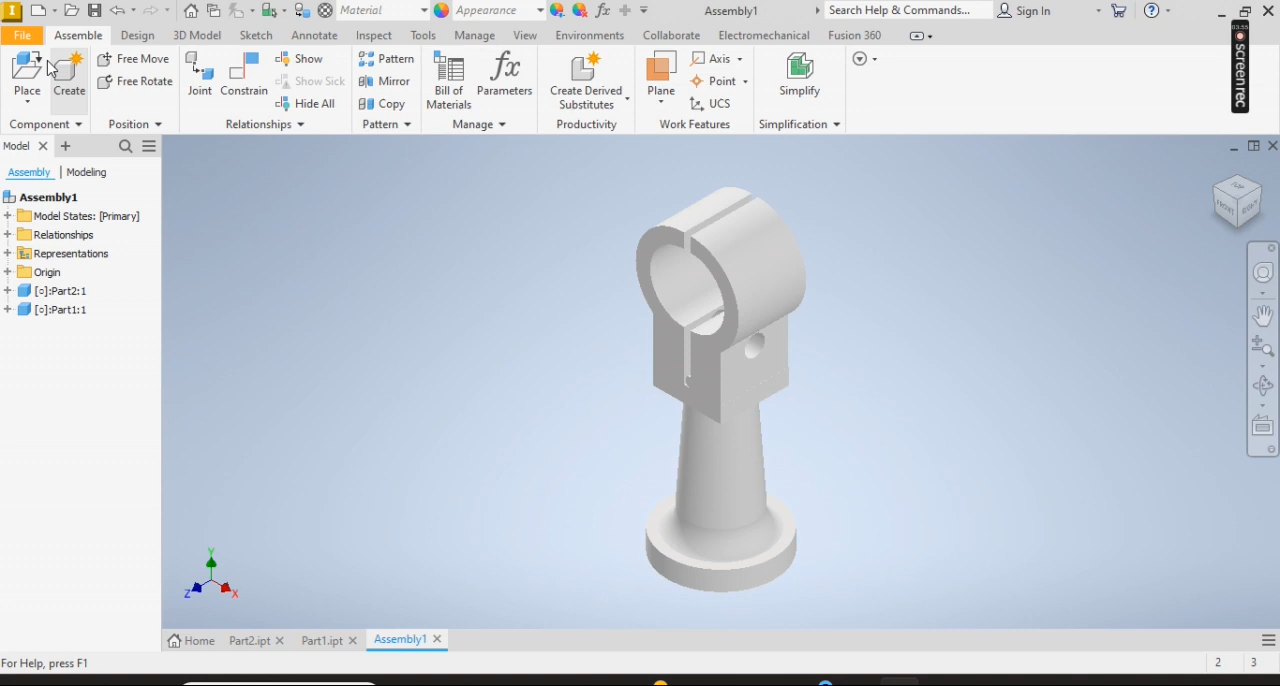 Material
Appearance
Assembly1
Search Help & Commands...
Sign In
File
Assemble
Design
3D Model
Sketch
Annotate
Inspect
Tools
Manage
View
Environments
Collaborate
Electromechanical
Fusion 360
Place
Create
Free Move
Free Rotate
Joint
Constrain
Show
Show Sick
Hide All
Pattern
Mirror
Copy
Bill of
Materials
Parameters
Create Derived
Substitutes
Plane
Axis
Point
UCS
Simplify
Component
Position
Relationships
Pattern
Manage
Productivity
Work Features
Simplification
screenrec
Model
Assembly | Modeling
Assembly1
Model States: [Primary]
Relationships
Representations
Origin
[○]:Part2:1
[○]:Part1:1
TOP
FRONT
RIGHT
Y
Z
X
Home
Part2.ipt
Part1.ipt
Assembly1
For Help, press F1
2
3